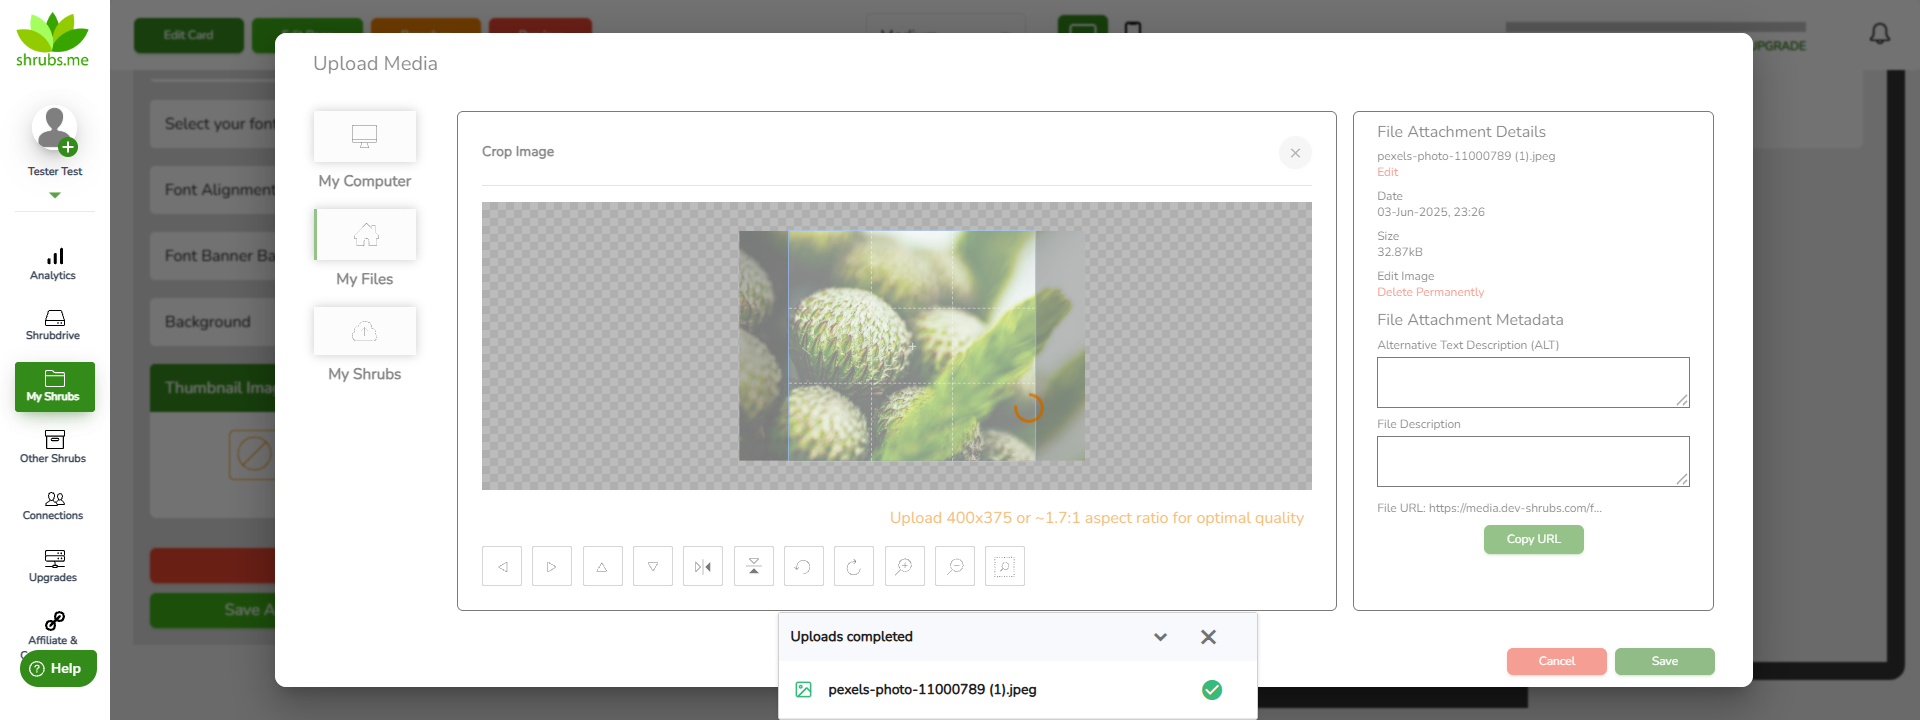 shrubs.me
Tester Test
Analytics
Shrubdrive
My Shrubs
Other Shrubs
Connections
Upgrades
Affiliate &
Help
Edit Card
UPGRADE
Select your font
Font Alignment
Font Banner Ba
Background
Thumbnail Ima
Save A
Upload Media
My Computer
My Files
My Shrubs
Crop Image
Upload 400x375 or ~1.7:1 aspect ratio for optimal quality
File Attachment Details
pexels-photo-11000789 (1).jpeg
Edit
Date
03-Jun-2025, 23:26
Size
32.87kB
Edit Image
Delete Permanently
File Attachment Metadata
Alternative Text Description (ALT)
File Description
File URL: https://media.dev-shrubs.com/f...
Copy URL
Cancel
Save
Uploads completed
pexels-photo-11000789 (1).jpeg